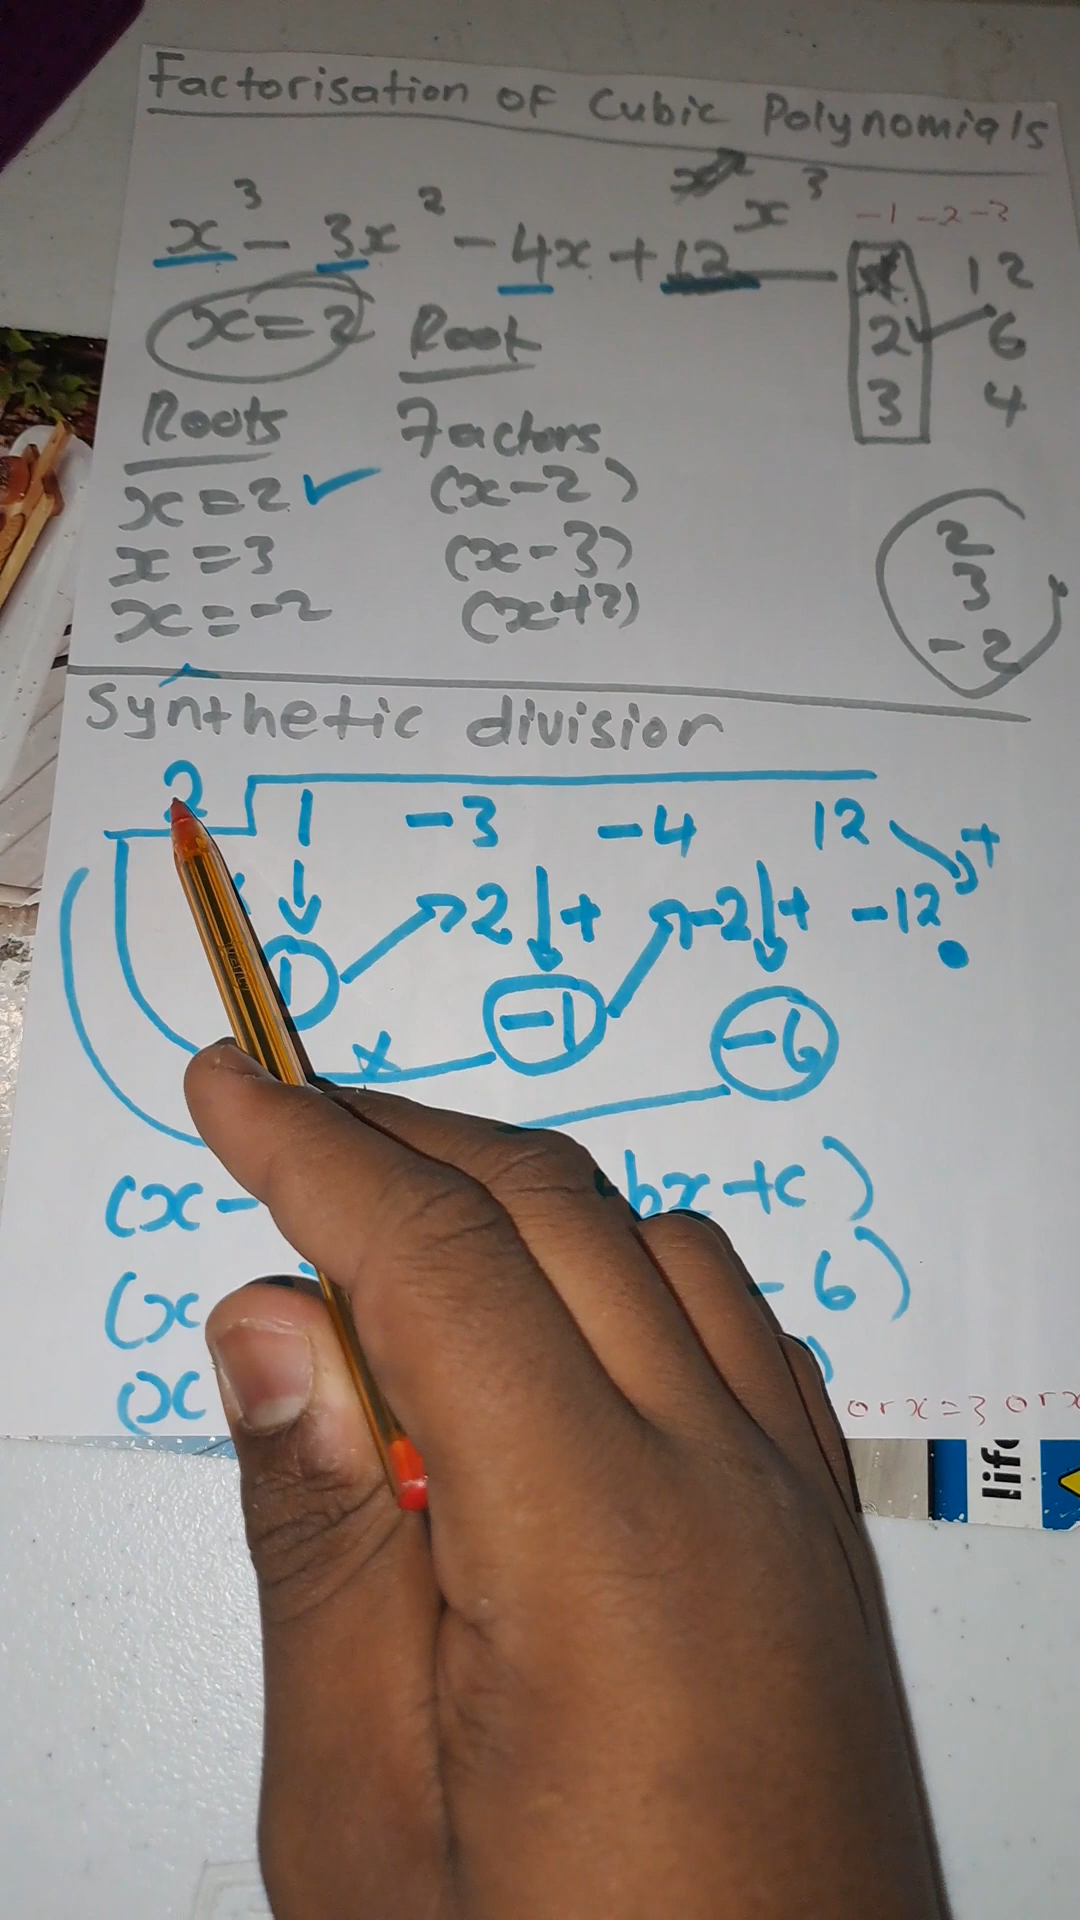 Factorisation of Cubic Polynomials
x³ - 3x² - 4x + 12
x³
-1 -2 -3
12
2 6
3 4
x=2 Root
Roots Factors
x=2 ✓ (x-2)
x=3 (x-3)
x=-2 (x+2)
2
3
-2
Synthetic division
2 1 -3 -4 12 +
2 + -2 + -12
1 -1 -6
x
(x- bx+c)
(x - 6)
(x )
or x=3 or x
life